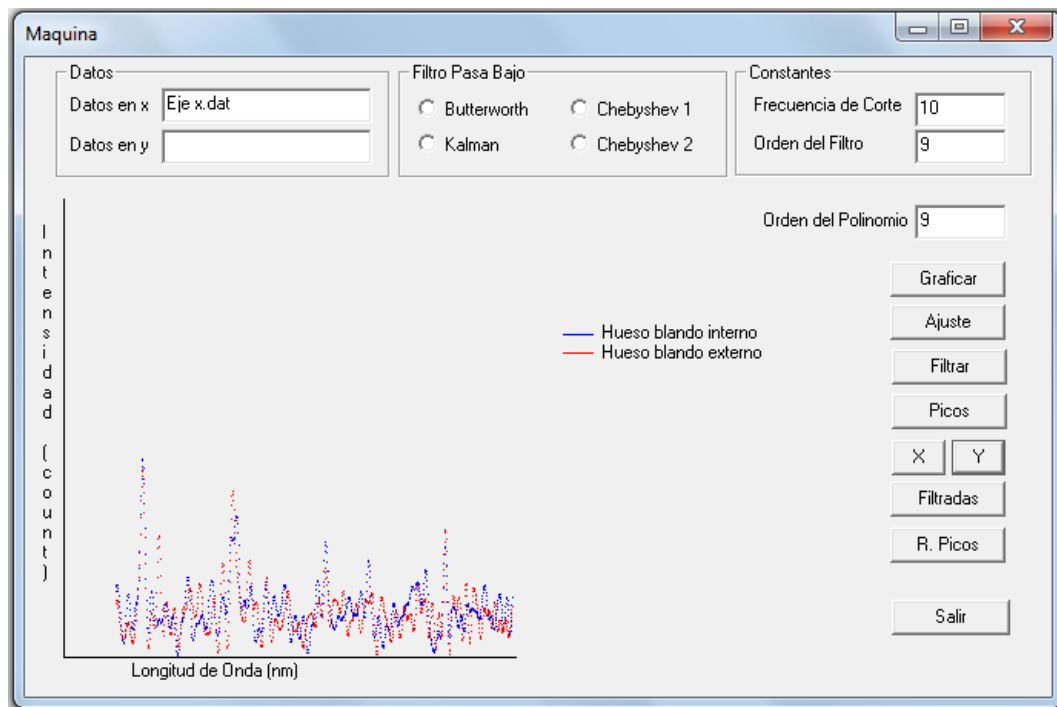 Maquina
Datos
Datos en x Eje x.dat
Datos en y
Filtro Pasa Bajo
Butterworth Chebyshev 1
Kalman Chebyshev 2
Constantes
Frecuencia de Corte 10
Orden del Filtro 9
Orden del Polinomio 9
Graficar
Ajuste
Filtrar
Picos
X Y
Filtradas
R. Picos
Salir
Intensidad (count)
Hueso blando interno
Hueso blando externo
Longitud de Onda (nm)